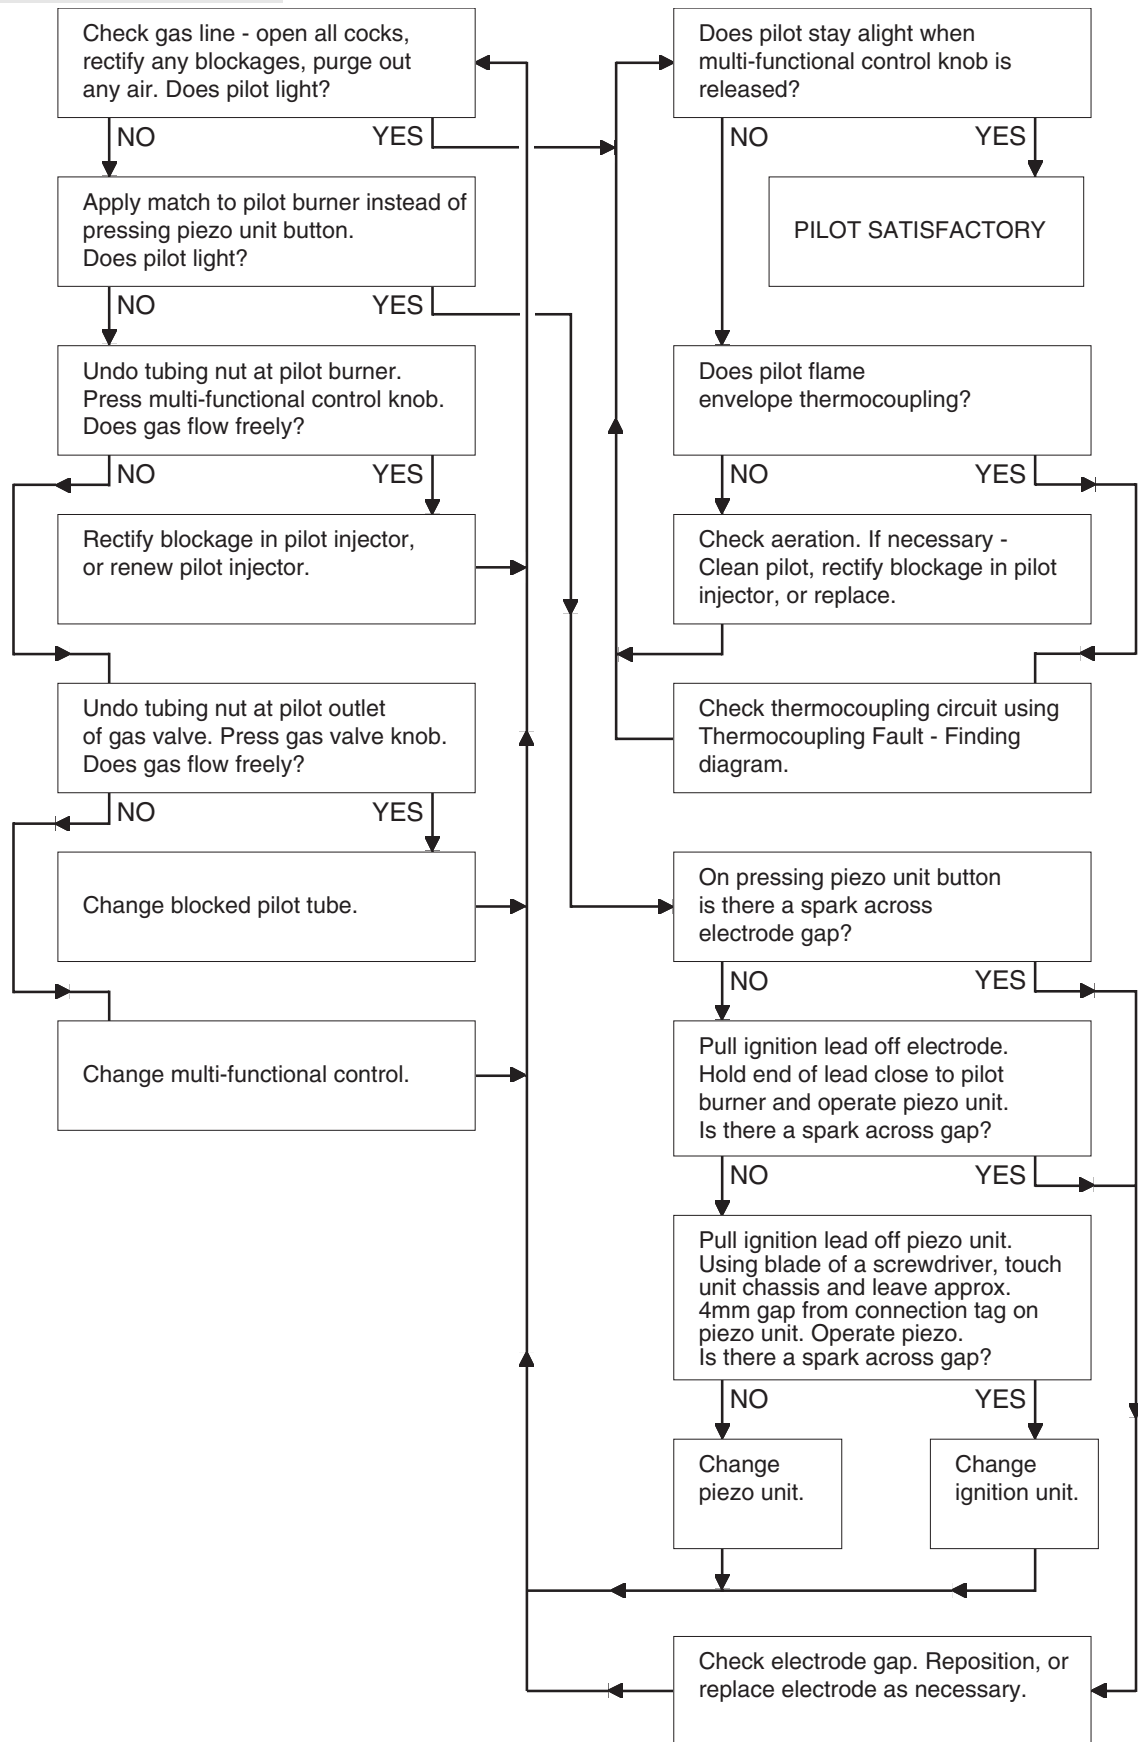 Check gas line - open all cocks,
rectify any blockages, purge out
any air. Does pilot light?
NO
YES
Apply match to pilot burner instead of
pressing piezo unit button.
Does pilot light?
NO
YES
Undo tubing nut at pilot burner.
Press multi-functional control knob.
Does gas flow freely?
NO
YES
Rectify blockage in pilot injector,
or renew pilot injector.
Undo tubing nut at pilot outlet
of gas valve. Press gas valve knob.
Does gas flow freely?
NO
YES
Change blocked pilot tube.
Change multi-functional control.
Does pilot stay alight when
multi-functional control knob is
released?
NO
YES
PILOT SATISFACTORY
Does pilot flame
envelope thermocoupling?
NO
YES
Check aeration. If necessary -
Clean pilot, rectify blockage in pilot
injector, or replace.
Check thermocoupling circuit using
Thermocoupling Fault - Finding
diagram.
On pressing piezo unit button
is there a spark across
electrode gap?
NO
YES
Pull ignition lead off electrode.
Hold end of lead close to pilot
burner and operate piezo unit.
Is there a spark across gap?
NO
YES
Pull ignition lead off piezo unit.
Using blade of a screwdriver, touch
unit chassis and leave approx.
4mm gap from connection tag on
piezo unit. Operate piezo.
Is there a spark across gap?
NO
YES
Change
piezo unit.
Change
ignition unit.
Check electrode gap. Reposition, or
replace electrode as necessary.